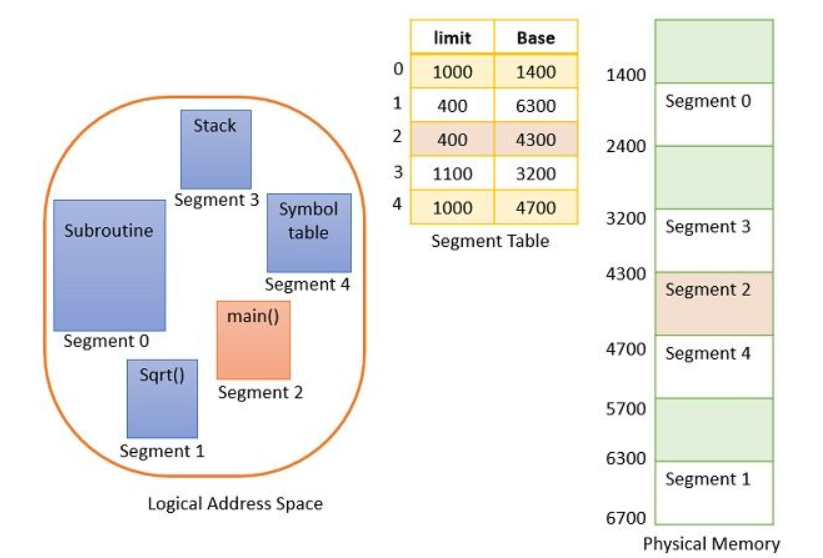 Stack
Segment 3
Subroutine
Segment 0
Symbol
table
Segment 4
main()
Segment 2
Sqrt()
Segment 1
Logical Address Space
limit Base
0 1000 1400
1 400 6300
2 400 4300
3 1100 3200
4 1000 4700
Segment Table
1400
Segment 0
2400
3200
Segment 3
4300
Segment 2
4700
Segment 4
5700
6300
Segment 1
6700
Physical Memory